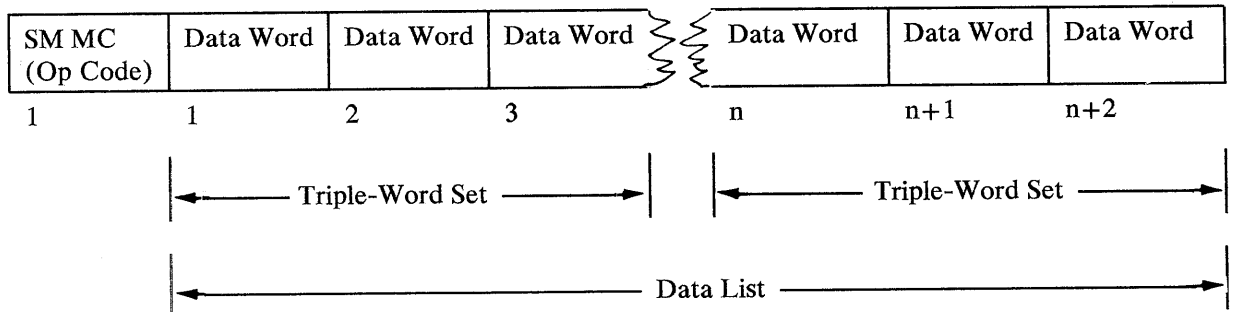 SM MC Data Word Data Word Data Word Data Word Data Word Data Word
(Op Code)
1 1 2 3 n n+1 n+2
Triple-Word Set Triple-Word Set
Data List